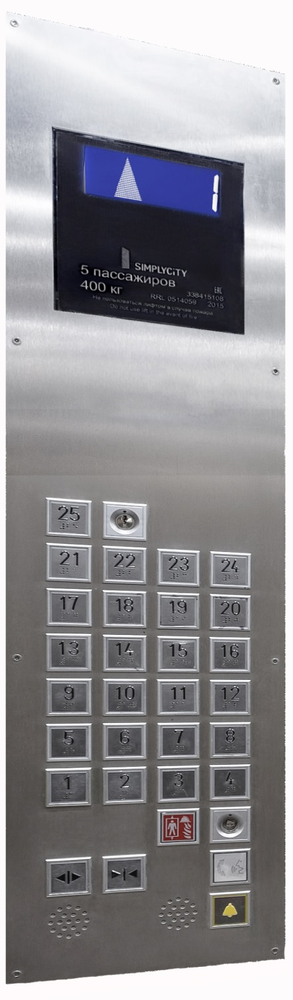 1
SIMPLYCITY
5 пассажиров
400 кг
EAC
338415108
RRL 0514059 2015
Не пользоваться лифтом в случае пожара
Do not use lift in the event of fire
25
21 22 23 24
17 18 19 20
13 14 15 16
9 10 11 12
5 6 7 8
1 2 3 4